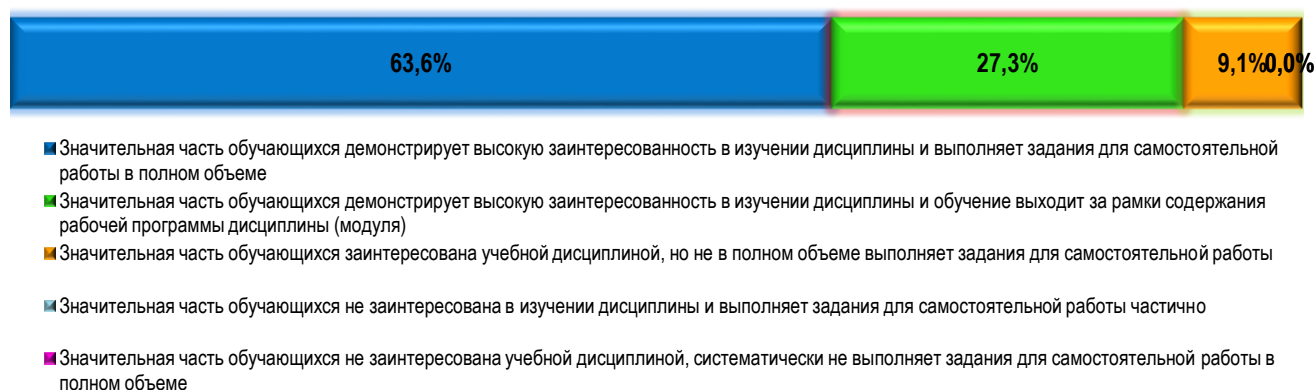 63,6%
27,3%
9,1%
0,0%
Значительная часть обучающихся демонстрирует высокую заинтересованность в изучении дисциплины и выполняет задания для самостоятельной
работы в полном объеме
Значительная часть обучающихся демонстрирует высокую заинтересованность в изучении дисциплины и обучение выходит за рамки содержания
рабочей программы дисциплины (модуля)
Значительная часть обучающихся заинтересована учебной дисциплиной, но не в полном объеме выполняет задания для самостоятельной работы
Значительная часть обучающихся не заинтересована в изучении дисциплины и выполняет задания для самостоятельной работы частично
Значительная часть обучающихся не заинтересована учебной дисциплиной, систематически не выполняет задания для самостоятельной работы в
полном объеме